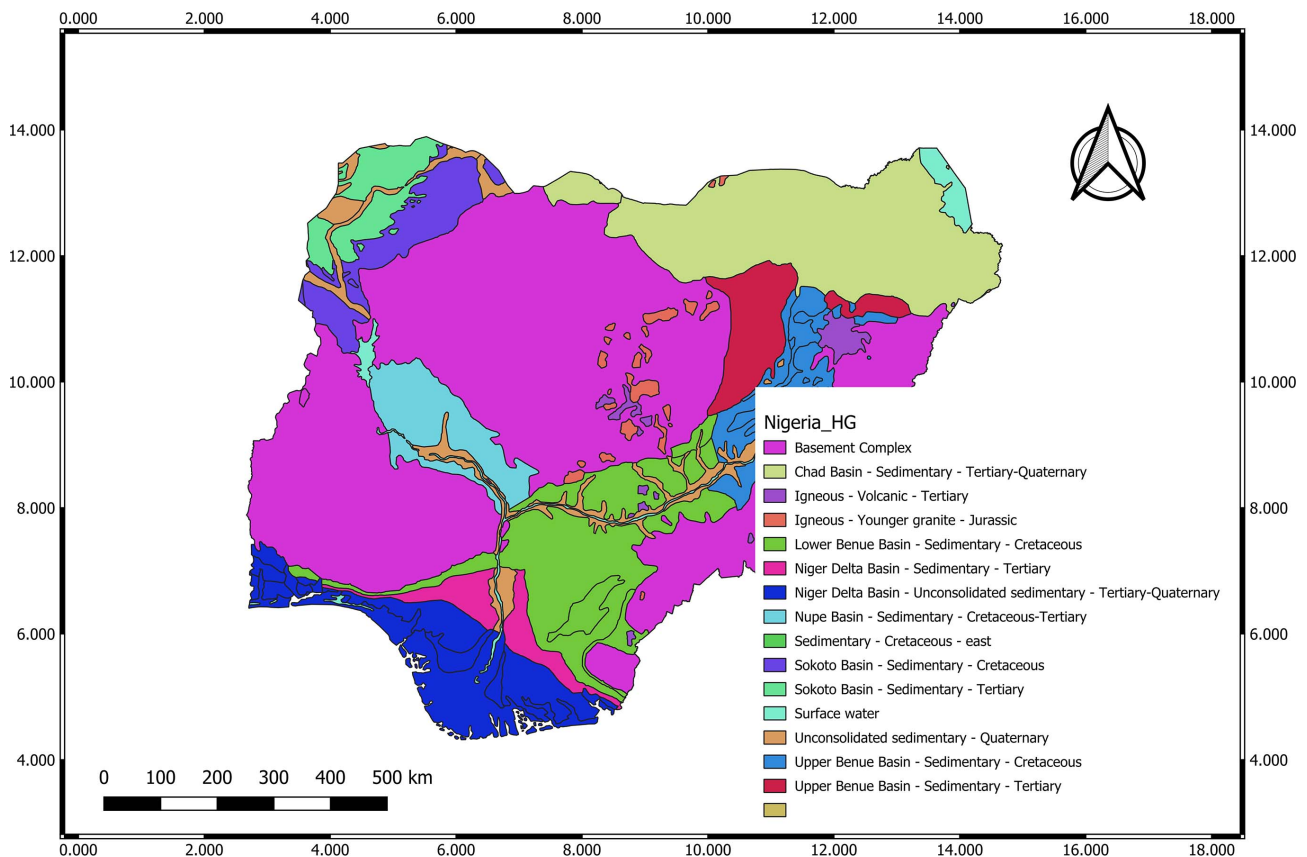 0.000 2.000 4.000 6.000 8.000 10.000 12.000 14.000 16.000 18.000
14.000 14.000
12.000 12.000
10.000 10.000
Nigeria_HG
Basement Complex
Chad Basin - Sedimentary - Tertiary-Quaternary
Igneous - Volcanic - Tertiary
8.000 8.000
Igneous - Younger granite - Jurassic
Lower Benue Basin - Sedimentary - Cretaceous
Niger Delta Basin - Sedimentary - Tertiary
Niger Delta Basin - Unconsolidated sedimentary - Tertiary-Quaternary
Nupe Basin - Sedimentary - Cretaceous-Tertiary
6.000 6.000
Sedimentary - Cretaceous - east
Sokoto Basin - Sedimentary - Cretaceous
Sokoto Basin - Sedimentary - Tertiary
Surface water
Unconsolidated sedimentary - Quaternary
4.000 4.000
Upper Benue Basin - Sedimentary - Cretaceous
Upper Benue Basin - Sedimentary - Tertiary
0 100 200 300 400 500 km
0.000 2.000 4.000 6.000 8.000 10.000 12.000 14.000 16.000 18.000